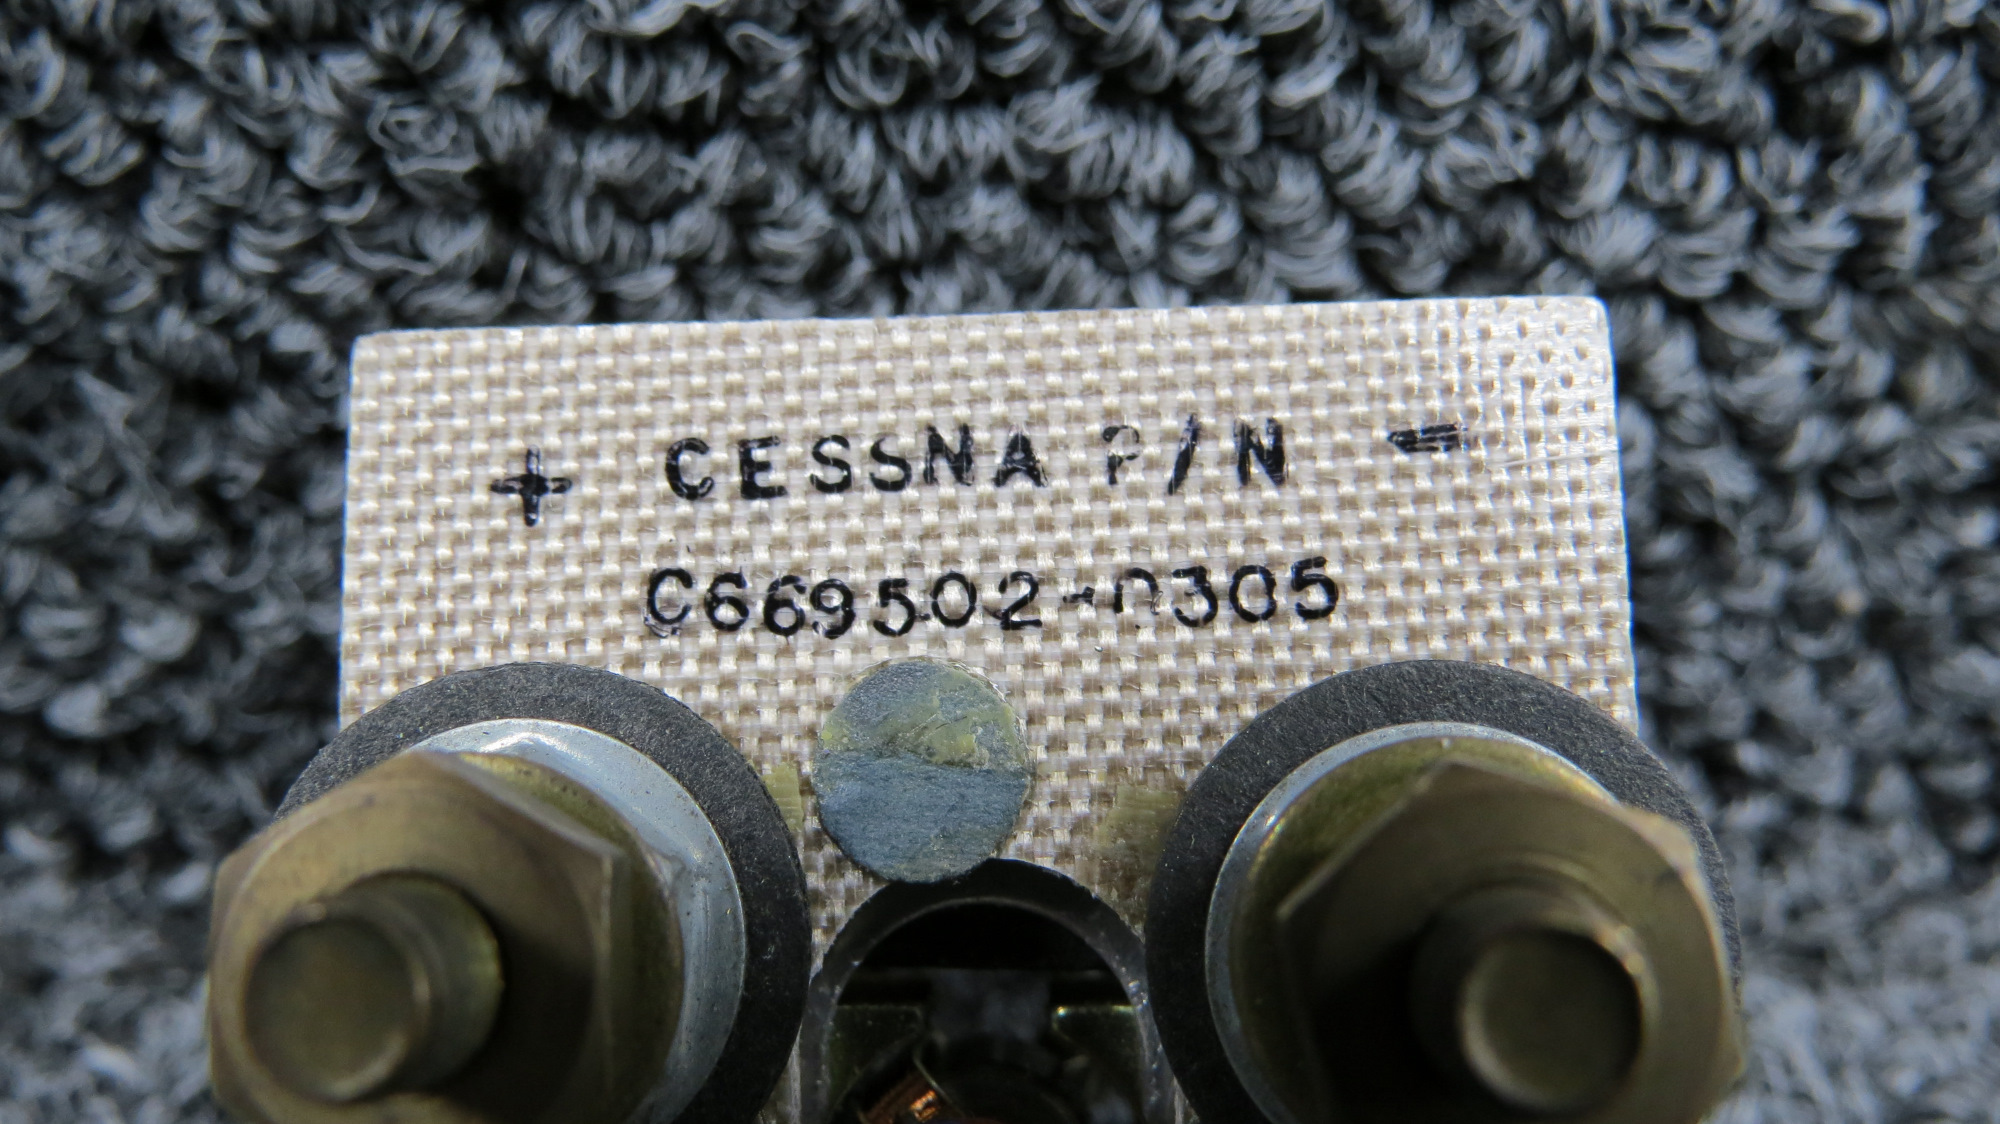 + CESSNA P/N -
C669502-0305